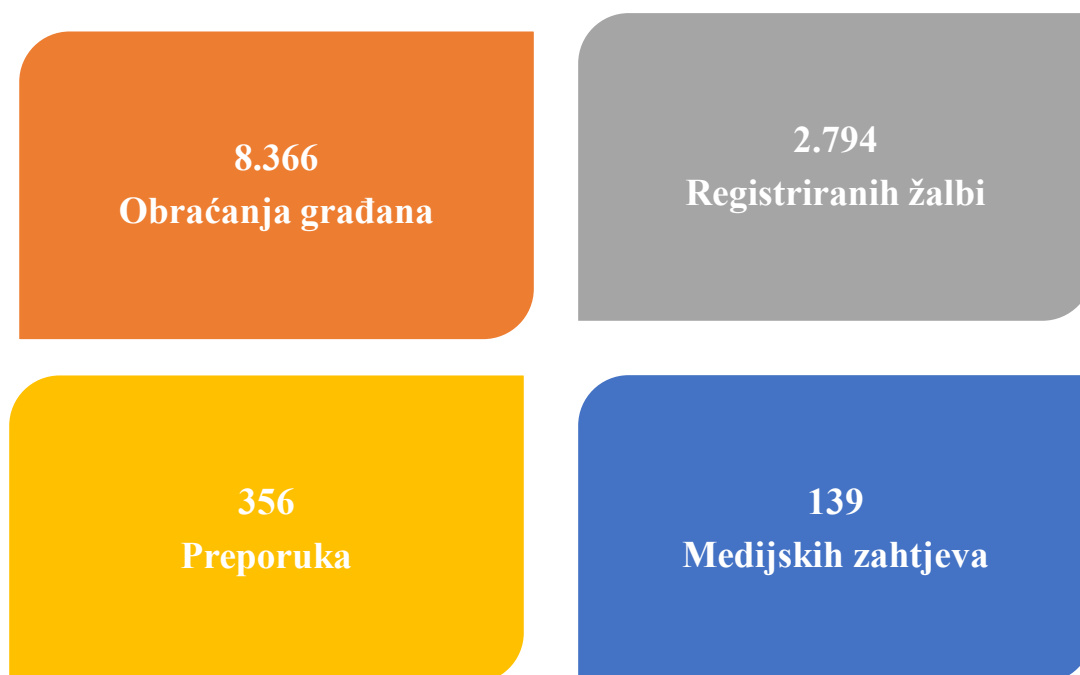 8.366
Obraćanja građana
2.794
Registriranih žalbi
356
Preporuka
139
Medijskih zahtjeva